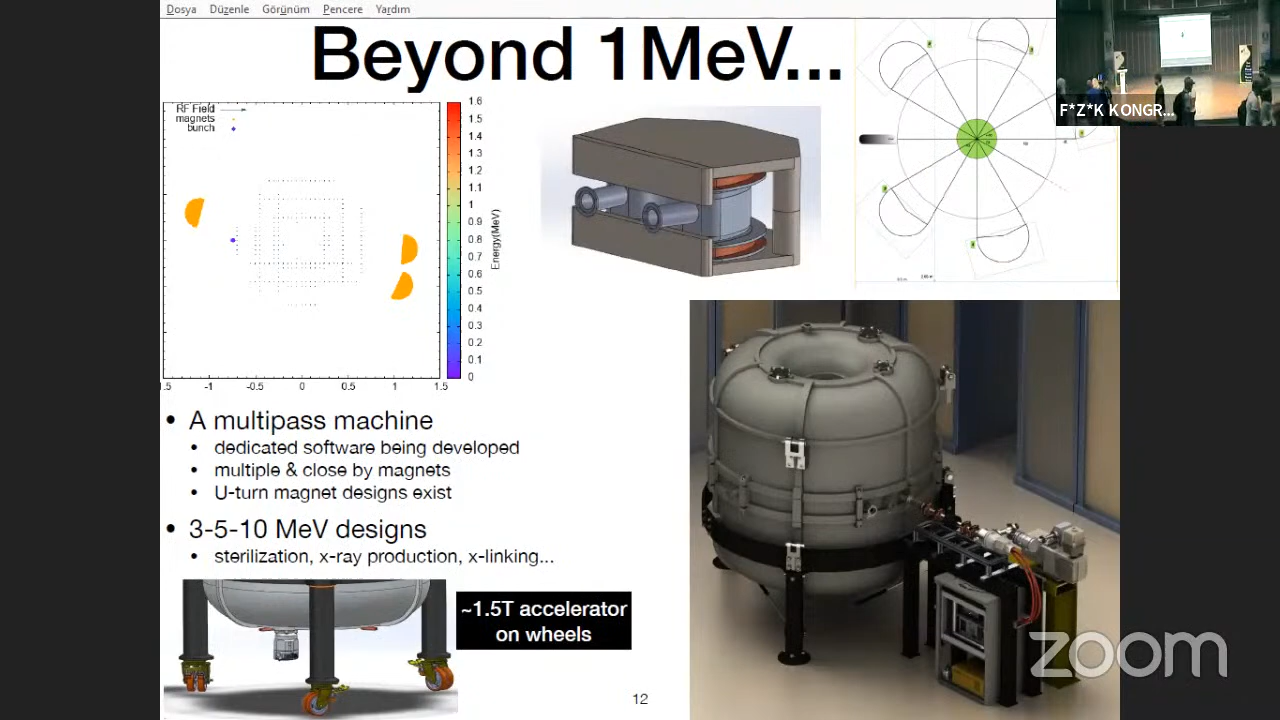 Dosya Düzenle Görünüm Pencere Yardım
Beyond 1MeV...
F*Z*K KONGR...
RF Field
magnets
bunch
1.6
1.5
1.4
1.3
1.2
1.1
1
0.9
0.8
0.7
0.6
0.5
0.4
0.3
0.2
0.1
0
Energy(MeV)
1.5 -1 -0.5 0 0.5 1 1.5
• A multipass machine
• dedicated software being developed
• multiple & close by magnets
• U-turn magnet designs exist
• 3-5-10 MeV designs
• sterilization, x-ray production, x-linking...
~1.5T accelerator
on wheels
12
zoom